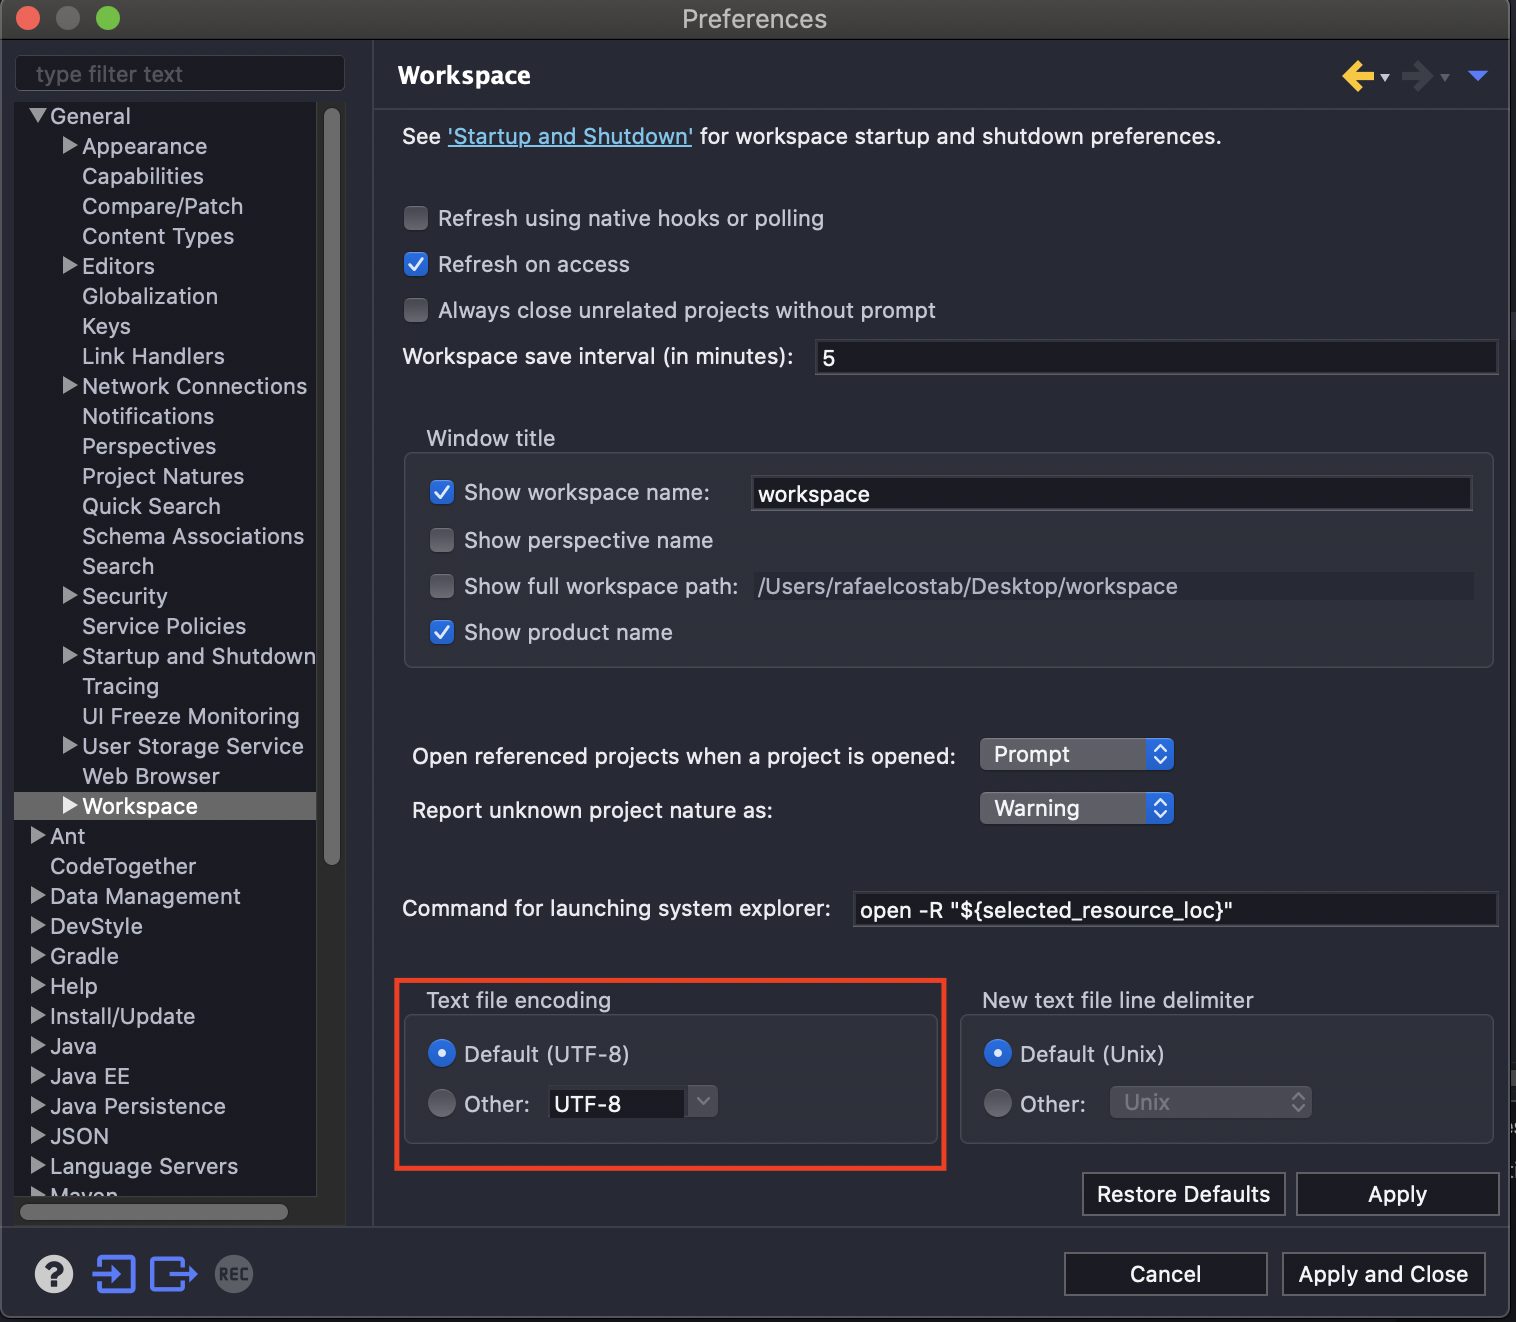 Preferences
type filter text
General
Appearance
Capabilities
Compare/Patch
Content Types
Editors
Globalization
Keys
Link Handlers
Network Connections
Notifications
Perspectives
Project Natures
Quick Search
Schema Associations
Search
Security
Service Policies
Startup and Shutdown
Tracing
UI Freeze Monitoring
User Storage Service
Web Browser
Workspace
Ant
CodeTogether
Data Management
DevStyle
Gradle
Help
Install/Update
Java
Java EE
Java Persistence
JSON
Language Servers
Maven
Workspace
See 'Startup and Shutdown' for workspace startup and shutdown preferences.
Refresh using native hooks or polling
Refresh on access
Always close unrelated projects without prompt
Workspace save interval (in minutes): 5
Window title
Show workspace name: workspace
Show perspective name
Show full workspace path: /Users/rafaelcostab/Desktop/workspace
Show product name
Open referenced projects when a project is opened: Prompt
Report unknown project nature as: Warning
Command for launching system explorer: open -R "${selected_resource_loc}"
Text file encoding
Default (UTF-8)
Other: UTF-8
New text file line delimiter
Default (Unix)
Other: Unix
Restore Defaults
Apply
?
REC
Cancel
Apply and Close